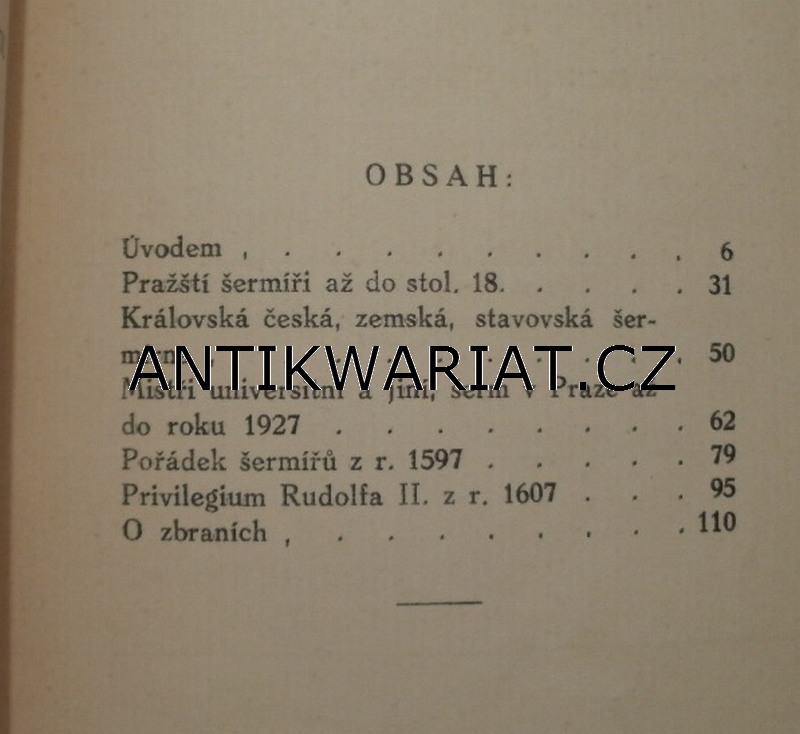 OBSAH:
Úvodem , . . . . . . . . . 6
Pražští šermíři až do stol. 18. . . . . 31
Královská česká, zemská, stavovská šer-
ANTIKWARIAT.CZ 50
Mistři universitní a jiní, šerm v Praze až
do roku 1927 . . . . . . . . 62
Pořádek šermířů z r. 1597 . . . . . 79
Privilegium Rudolfa II. z r. 1607 . . . 95
O zbraních , . . . . . . . . 110